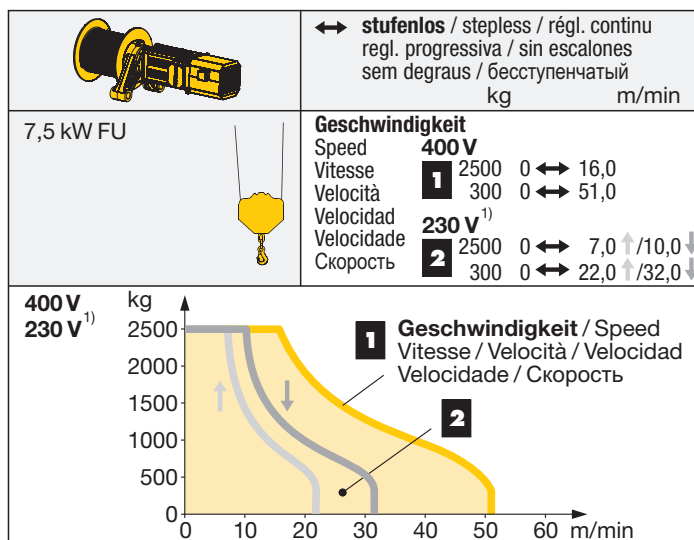 ↔ stufenlos / stepless / régl. continu
regl. progressiva / sin escalones
sem degraus / бесступенчатый
kg m/min
7,5 kW FU
Geschwindigkeit
Speed 400 V
Vitesse 1 2500 0 ↔ 16,0
Velocità 300 0 ↔ 51,0
Velocidad 230 V 1)
Velocidade 2 2500 0 ↔ 7,0 ↑/10,0 ↓
Скорость 300 0 ↔ 22,0 ↑/32,0 ↓
400 V kg
230 V 1)
1 Geschwindigkeit / Speed
Vitesse / Velocità / Velocidad
Velocidade / Скорость
2
2500
2000
1500
1000
500
0
0 10 20 30 40 50 60 m/min